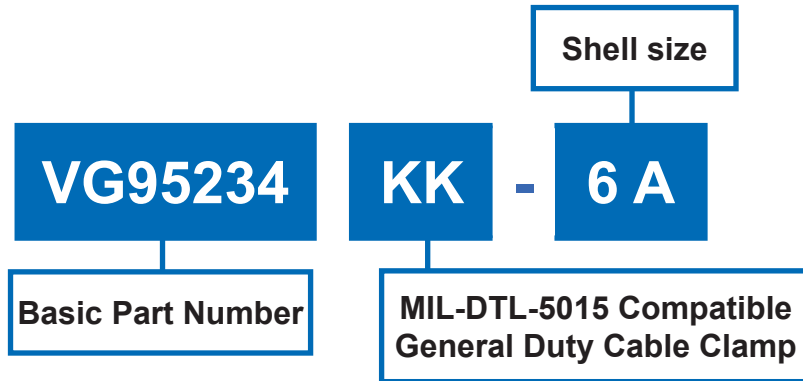 Shell size
VG95234 KK - 6 A
Basic Part Number
MIL-DTL-5015 Compatible
General Duty Cable Clamp